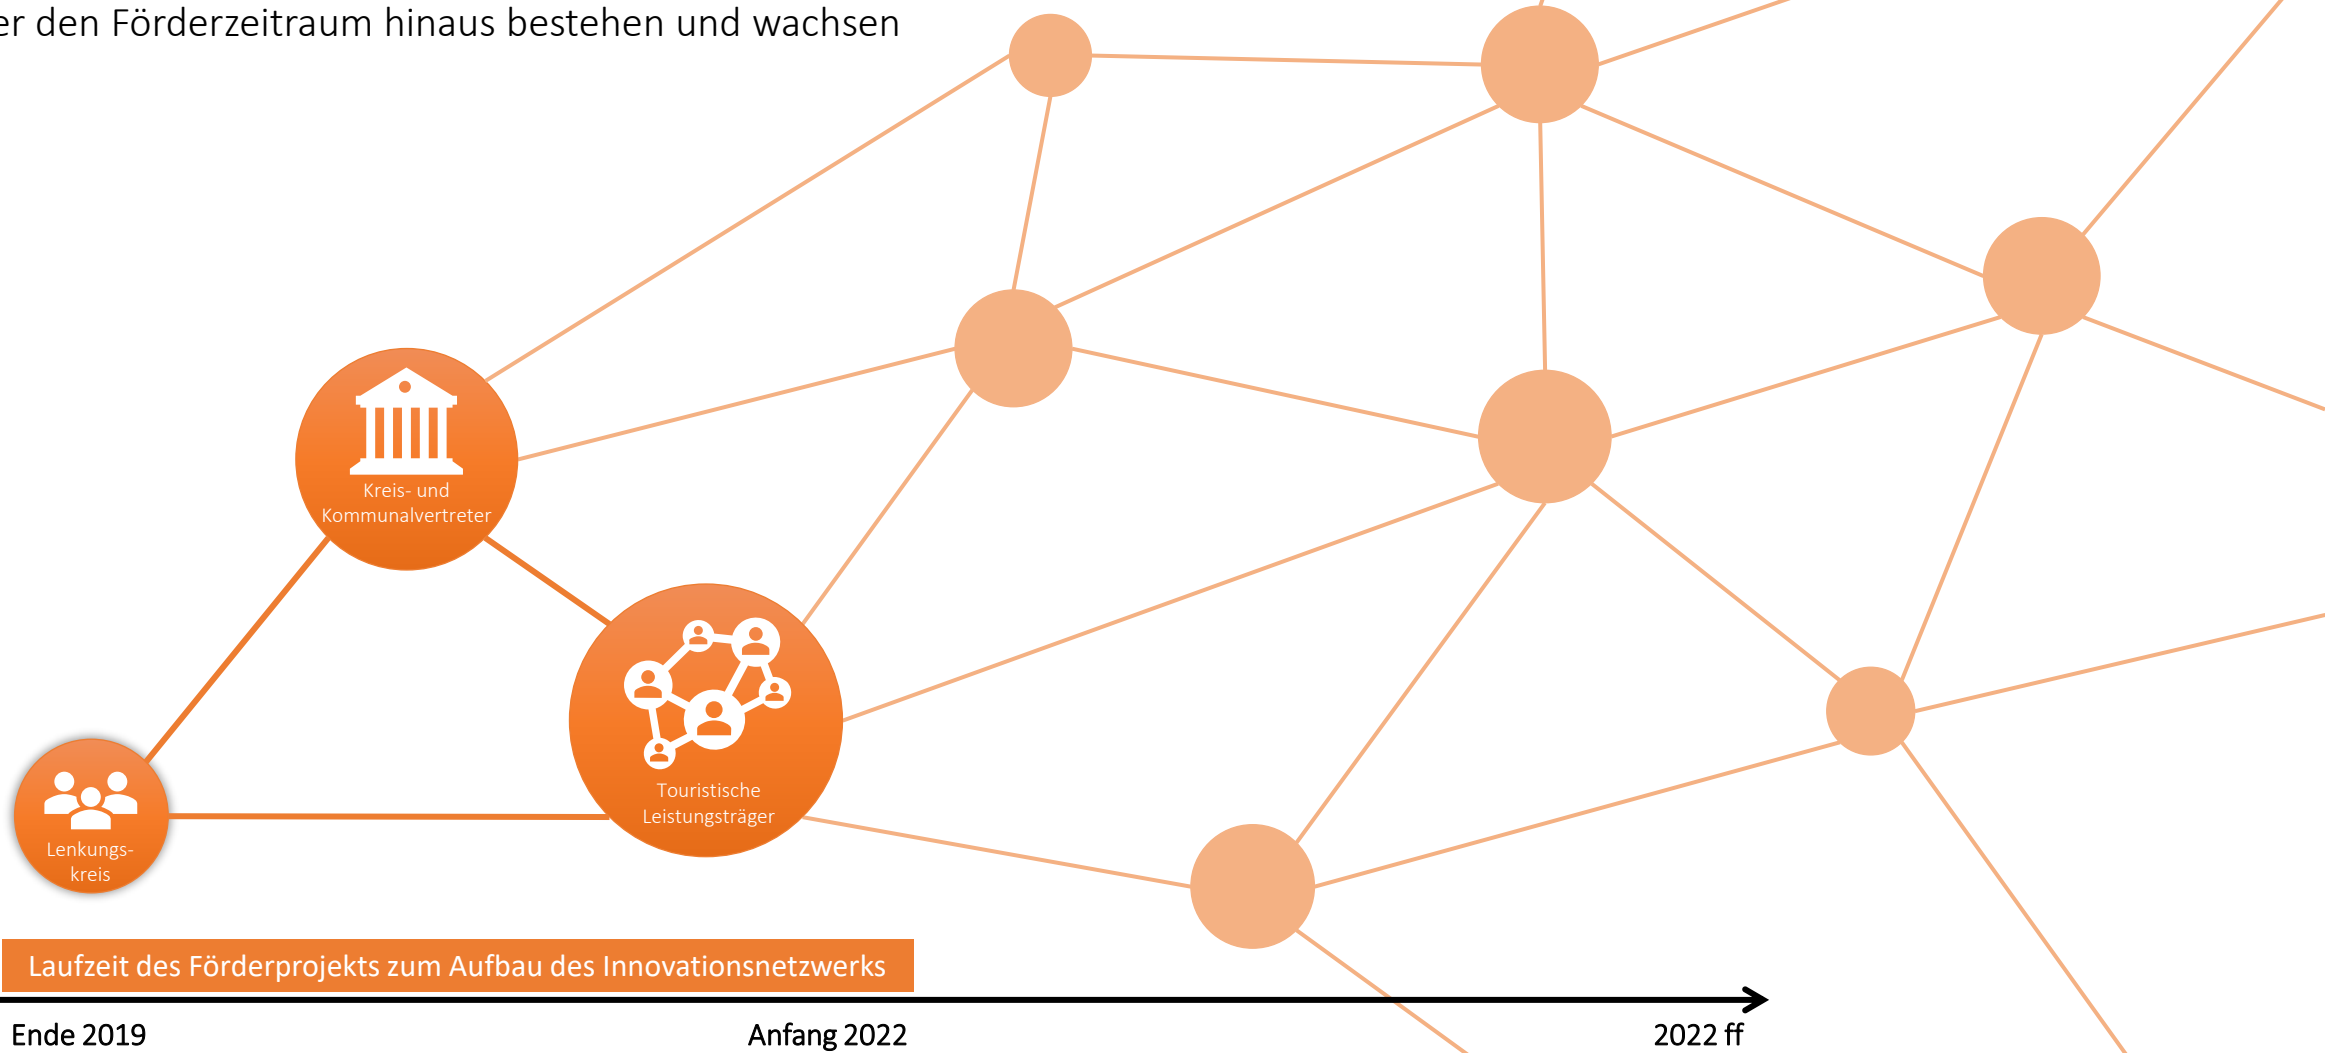 er den Förderzeitraum hinaus bestehen und wachsen
Kreis- und
Kommunalvertreter
Touristische
Leistungsträger
Lenkungs-
kreis
Laufzeit des Förderprojekts zum Aufbau des Innovationsnetzwerks
Ende 2019
Anfang 2022
2022 ff